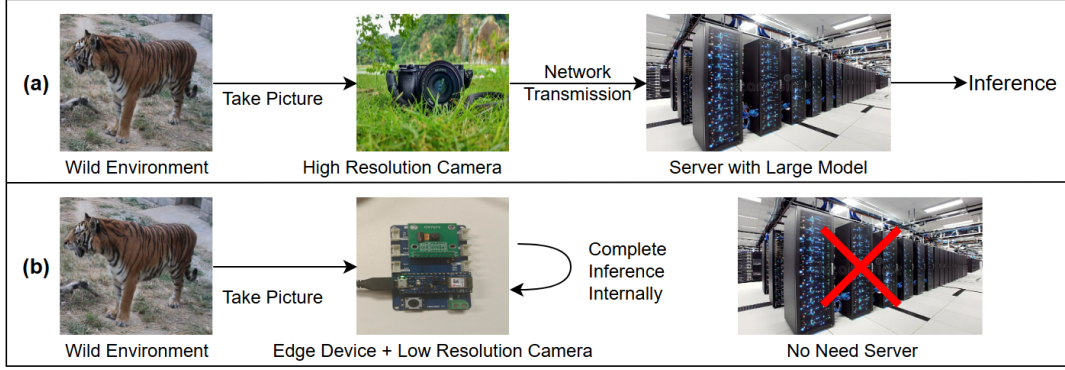 (a)
Take Picture
Network
Transmission
Inference
Wild Environment
High Resolution Camera
Server with Large Model
(b)
Take Picture
Complete
Inference
Internally
Wild Environment
Edge Device + Low Resolution Camera
No Need Server